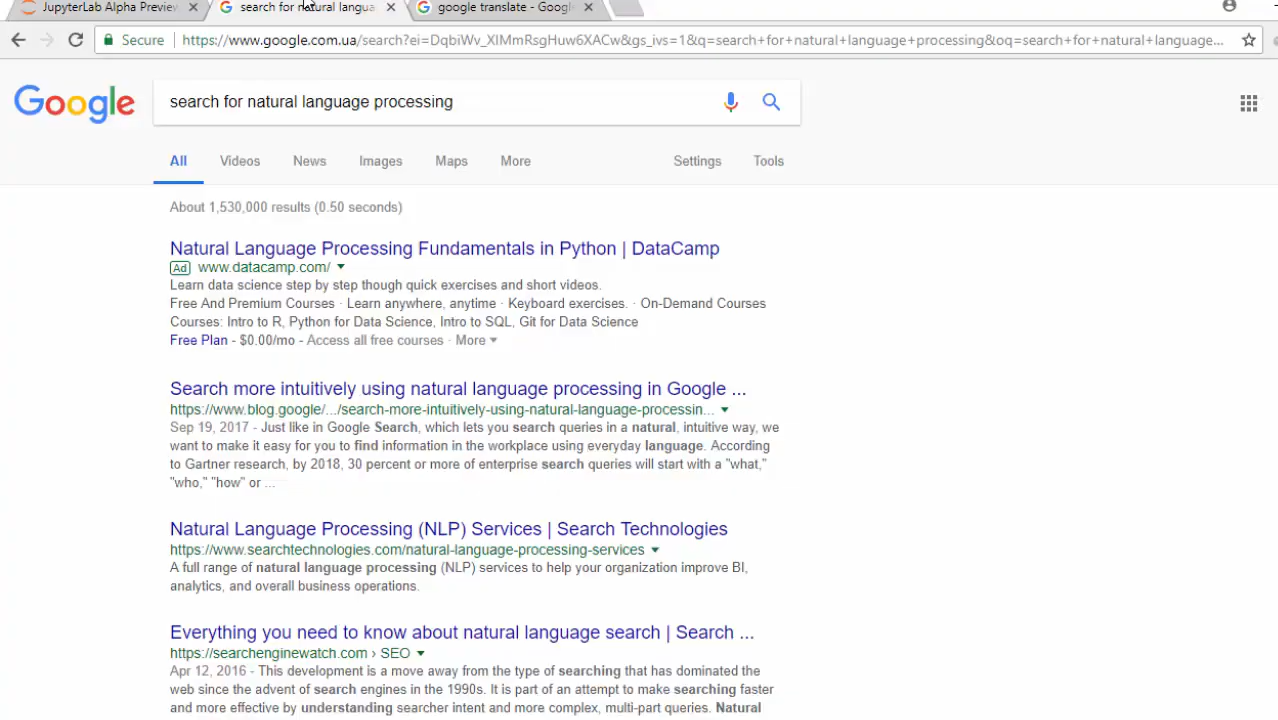 JupyterLab Alpha Preview
search for natural langua
google translate - Google
Secure
https://www.google.com.ua/search?ei=DqbiWv_XIMmRsgHuw6XACw&gs_ivs=1&q=search+for+natural+language+processing&oq=search+for+natural+language...
Google
search for natural language processing
All
Videos
News
Images
Maps
More
Settings
Tools
About 1,530,000 results (0.50 seconds)
Natural Language Processing Fundamentals in Python | DataCamp
Ad www.datacamp.com/
Learn data science step by step though quick exercises and short videos.
Free And Premium Courses · Learn anywhere, anytime · Keyboard exercises. · On-Demand Courses
Courses: Intro to R, Python for Data Science, Intro to SQL, Git for Data Science
Free Plan - $0.00/mo - Access all free courses · More
Search more intuitively using natural language processing in Google ...
https://www.blog.google/.../search-more-intuitively-using-natural-language-processin...
Sep 19, 2017 - Just like in Google Search, which lets you search queries in a natural, intuitive way, we
want to make it easy for you to find information in the workplace using everyday language. According
to Gartner research, by 2018, 30 percent or more of enterprise search queries will start with a "what,"
"who," "how" or ...
Natural Language Processing (NLP) Services | Search Technologies
https://www.searchtechnologies.com/natural-language-processing-services
A full range of natural language processing (NLP) services to help your organization improve BI,
analytics, and overall business operations.
Everything you need to know about natural language search | Search ...
https://searchenginewatch.com › SEO
Apr 12, 2016 - This development is a move away from the type of searching that has dominated the
web since the advent of search engines in the 1990s. It is part of an attempt to make searching faster
and more effective by understanding searcher intent and more complex, multi-part queries. Natural